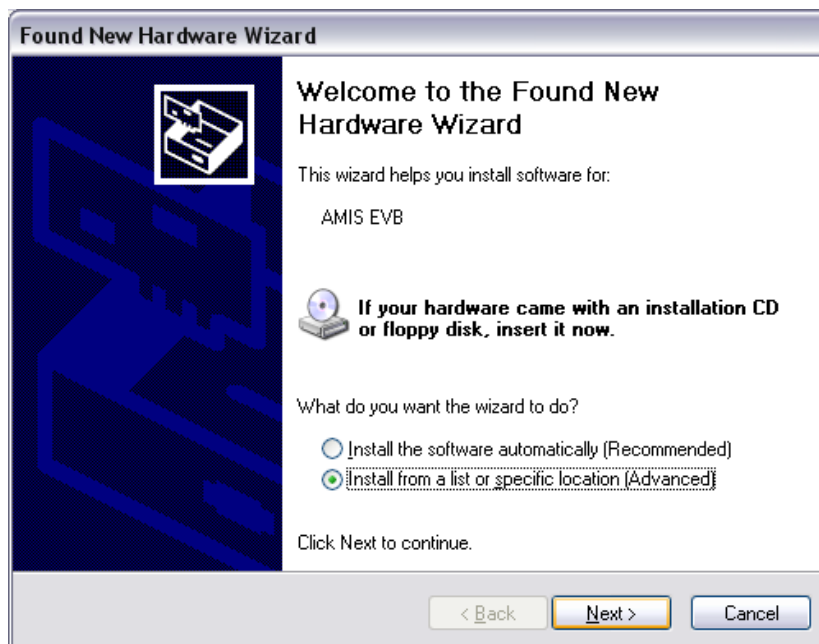 Found New Hardware Wizard
Welcome to the Found New
Hardware Wizard
This wizard helps you install software for:
AMIS EVB
If your hardware came with an installation CD
or floppy disk, insert it now.
What do you want the wizard to do?
Install the software automatically (Recommended)
Install from a list or specific location (Advanced)
Click Next to continue.
< Back
Next >
Cancel